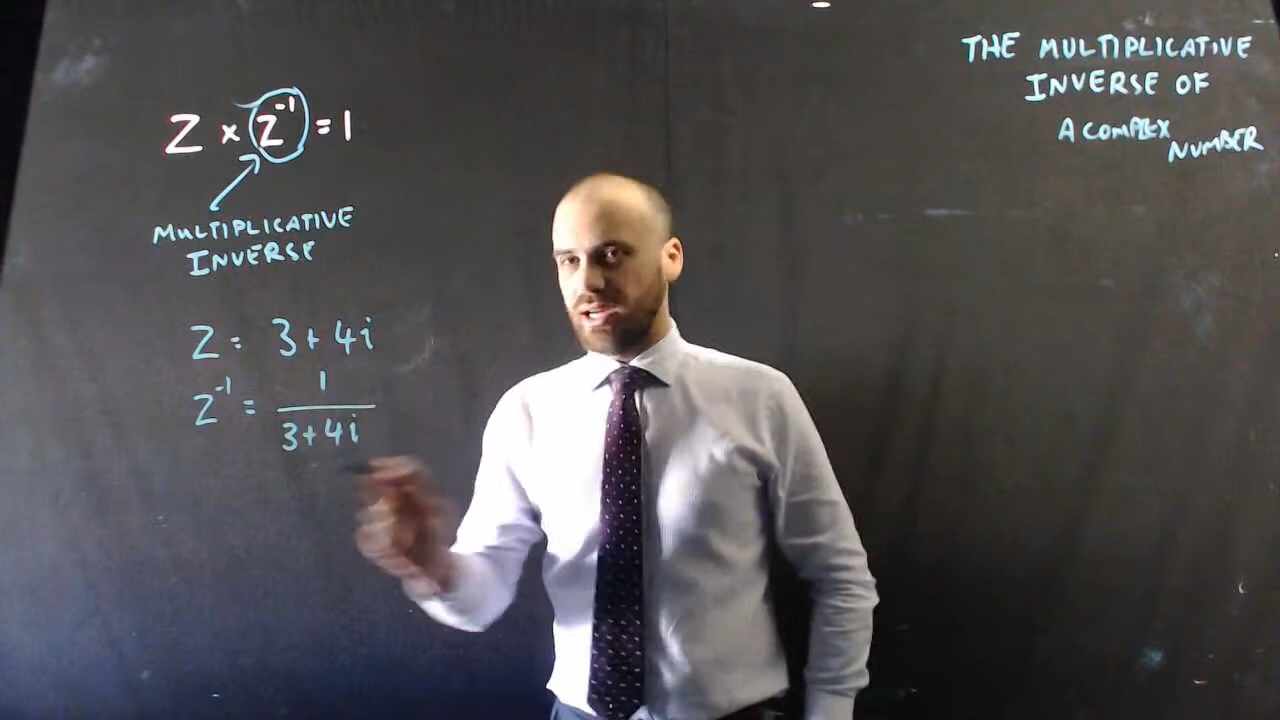 THE MULTIPLICATIVE
INVERSE OF
A COMPLEX
NUMBER
Z × Z⁻¹ = 1
MULTIPLICATIVE
INVERSE
Z = 3 + 4i
Z⁻¹ = 1
3+4i